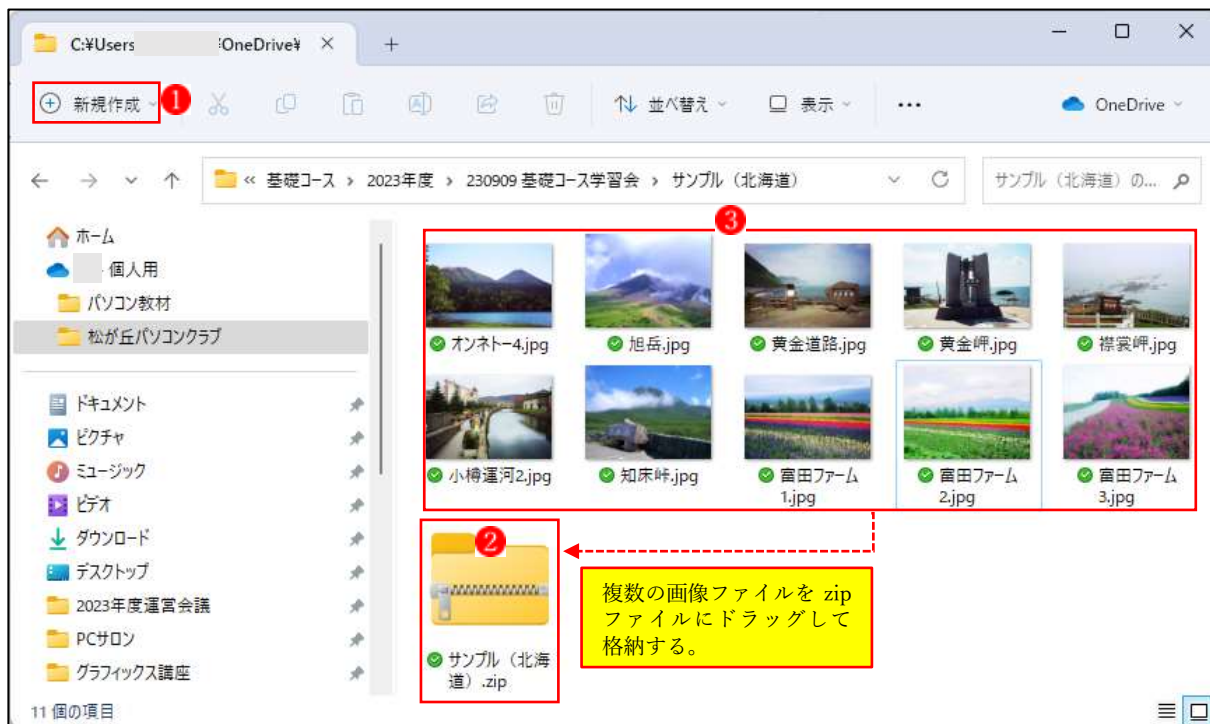 C:¥Users ¥OneDrive¥
新規作成 1
並べ替え
表示
OneDrive
« 基礎コース › 2023年度 › 230909 基礎コース学習会 › サンプル（北海道）
サンプル（北海道）の...
ホーム
個人用
パソコン教材
松が丘パソコンクラブ
ドキュメント
ピクチャ
ミュージック
ビデオ
ダウンロード
デスクトップ
2023年度運営会議
PCサロン
グラフィックス講座
11 個の項目
3
オンネトー4.jpg
旭岳.jpg
黄金道路.jpg
黄金岬.jpg
襟裳岬.jpg
小樽運河2.jpg
知床峠.jpg
富田ファーム
1.jpg
富田ファーム
2.jpg
富田ファーム
3.jpg
2
サンプル（北海
道）.zip
複数の画像ファイルを zip
ファイルにドラッグして
格納する。